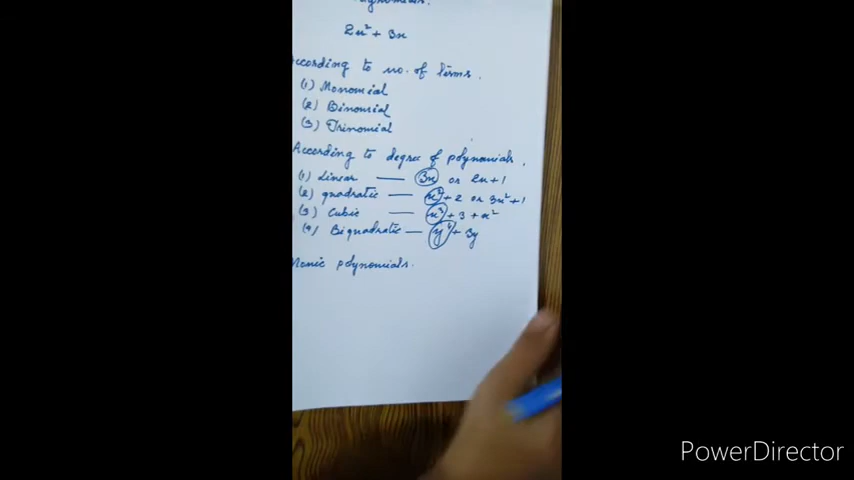 2x² + 3x
According to no. of terms.
(1) Monomial
(2) Binomial
(3) Trinomial
According to degree of polynomials.
(1) Linear — 3x or 2x+1
(2) quadratic — x² + 2 or 3x² + 1
(3) Cubic — x³ + 3 + x²
(4) Biquadratic — y⁴ + 3y
Monic polynomials.
PowerDirector